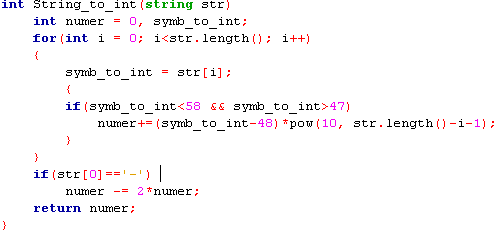 int String_to_int(string str)
int numer = 0, symb_to_int;
for(int i = 0; i<str.length(); i++)
{
symb_to_int = str[i];
{
if(symb_to_int<58 && symb_to_int>47)
numer+=(symb_to_int-48)*pow(10, str.length()-i-1);
}
}
if(str[0]=='-')
numer -= 2*numer;
return numer;
}